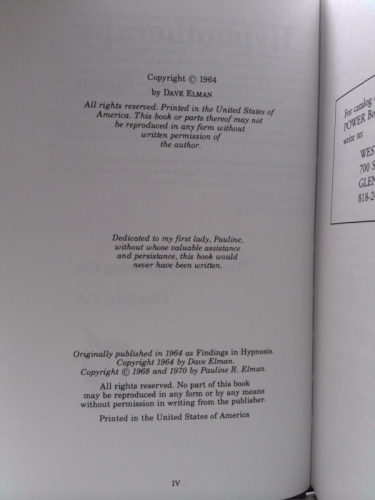 Copyright © 1964
by DAVE ELMAN
All rights reserved. Printed in the United States of
America. This book or parts thereof may not
be reproduced in any form without
written permission of
the author.
Dedicated to my first lady, Pauline,
without whose valuable assistance
and persistance, this book would
never have been written.
Originally published in 1964 as Findings in Hypnosis.
Copyright 1964 by Dave Elman.
Copyright © 1968 and 1970 by Pauline R. Elman.
All rights reserved. No part of this book
may be reproduced in any form or by any means
without permission in writing from the publisher.
Printed in the United States of America
IV
For catalog
POWER Bo
write to:
WES
700 S
GLEN
818-2